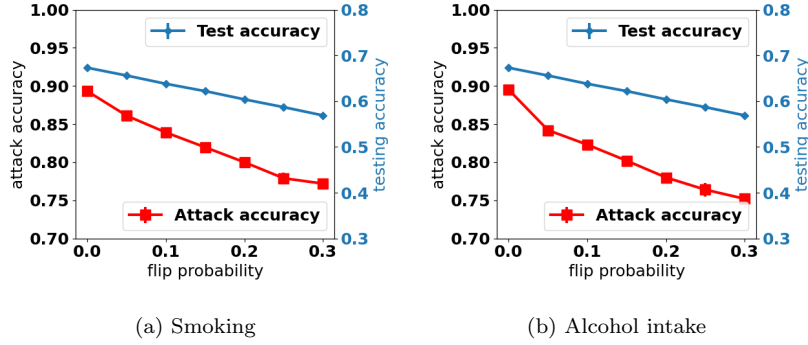 1.00
0.95
0.90
0.85
0.80
0.75
0.70
attack accuracy
0.8
0.7
0.6
0.5
0.4
0.3
testing accuracy
Test accuracy
Attack accuracy
0.0 0.1 0.2 0.3
flip probability
(a) Smoking
1.00
0.95
0.90
0.85
0.80
0.75
0.70
attack accuracy
0.8
0.7
0.6
0.5
0.4
0.3
testing accuracy
Test accuracy
Attack accuracy
0.0 0.1 0.2 0.3
flip probability
(b) Alcohol intake